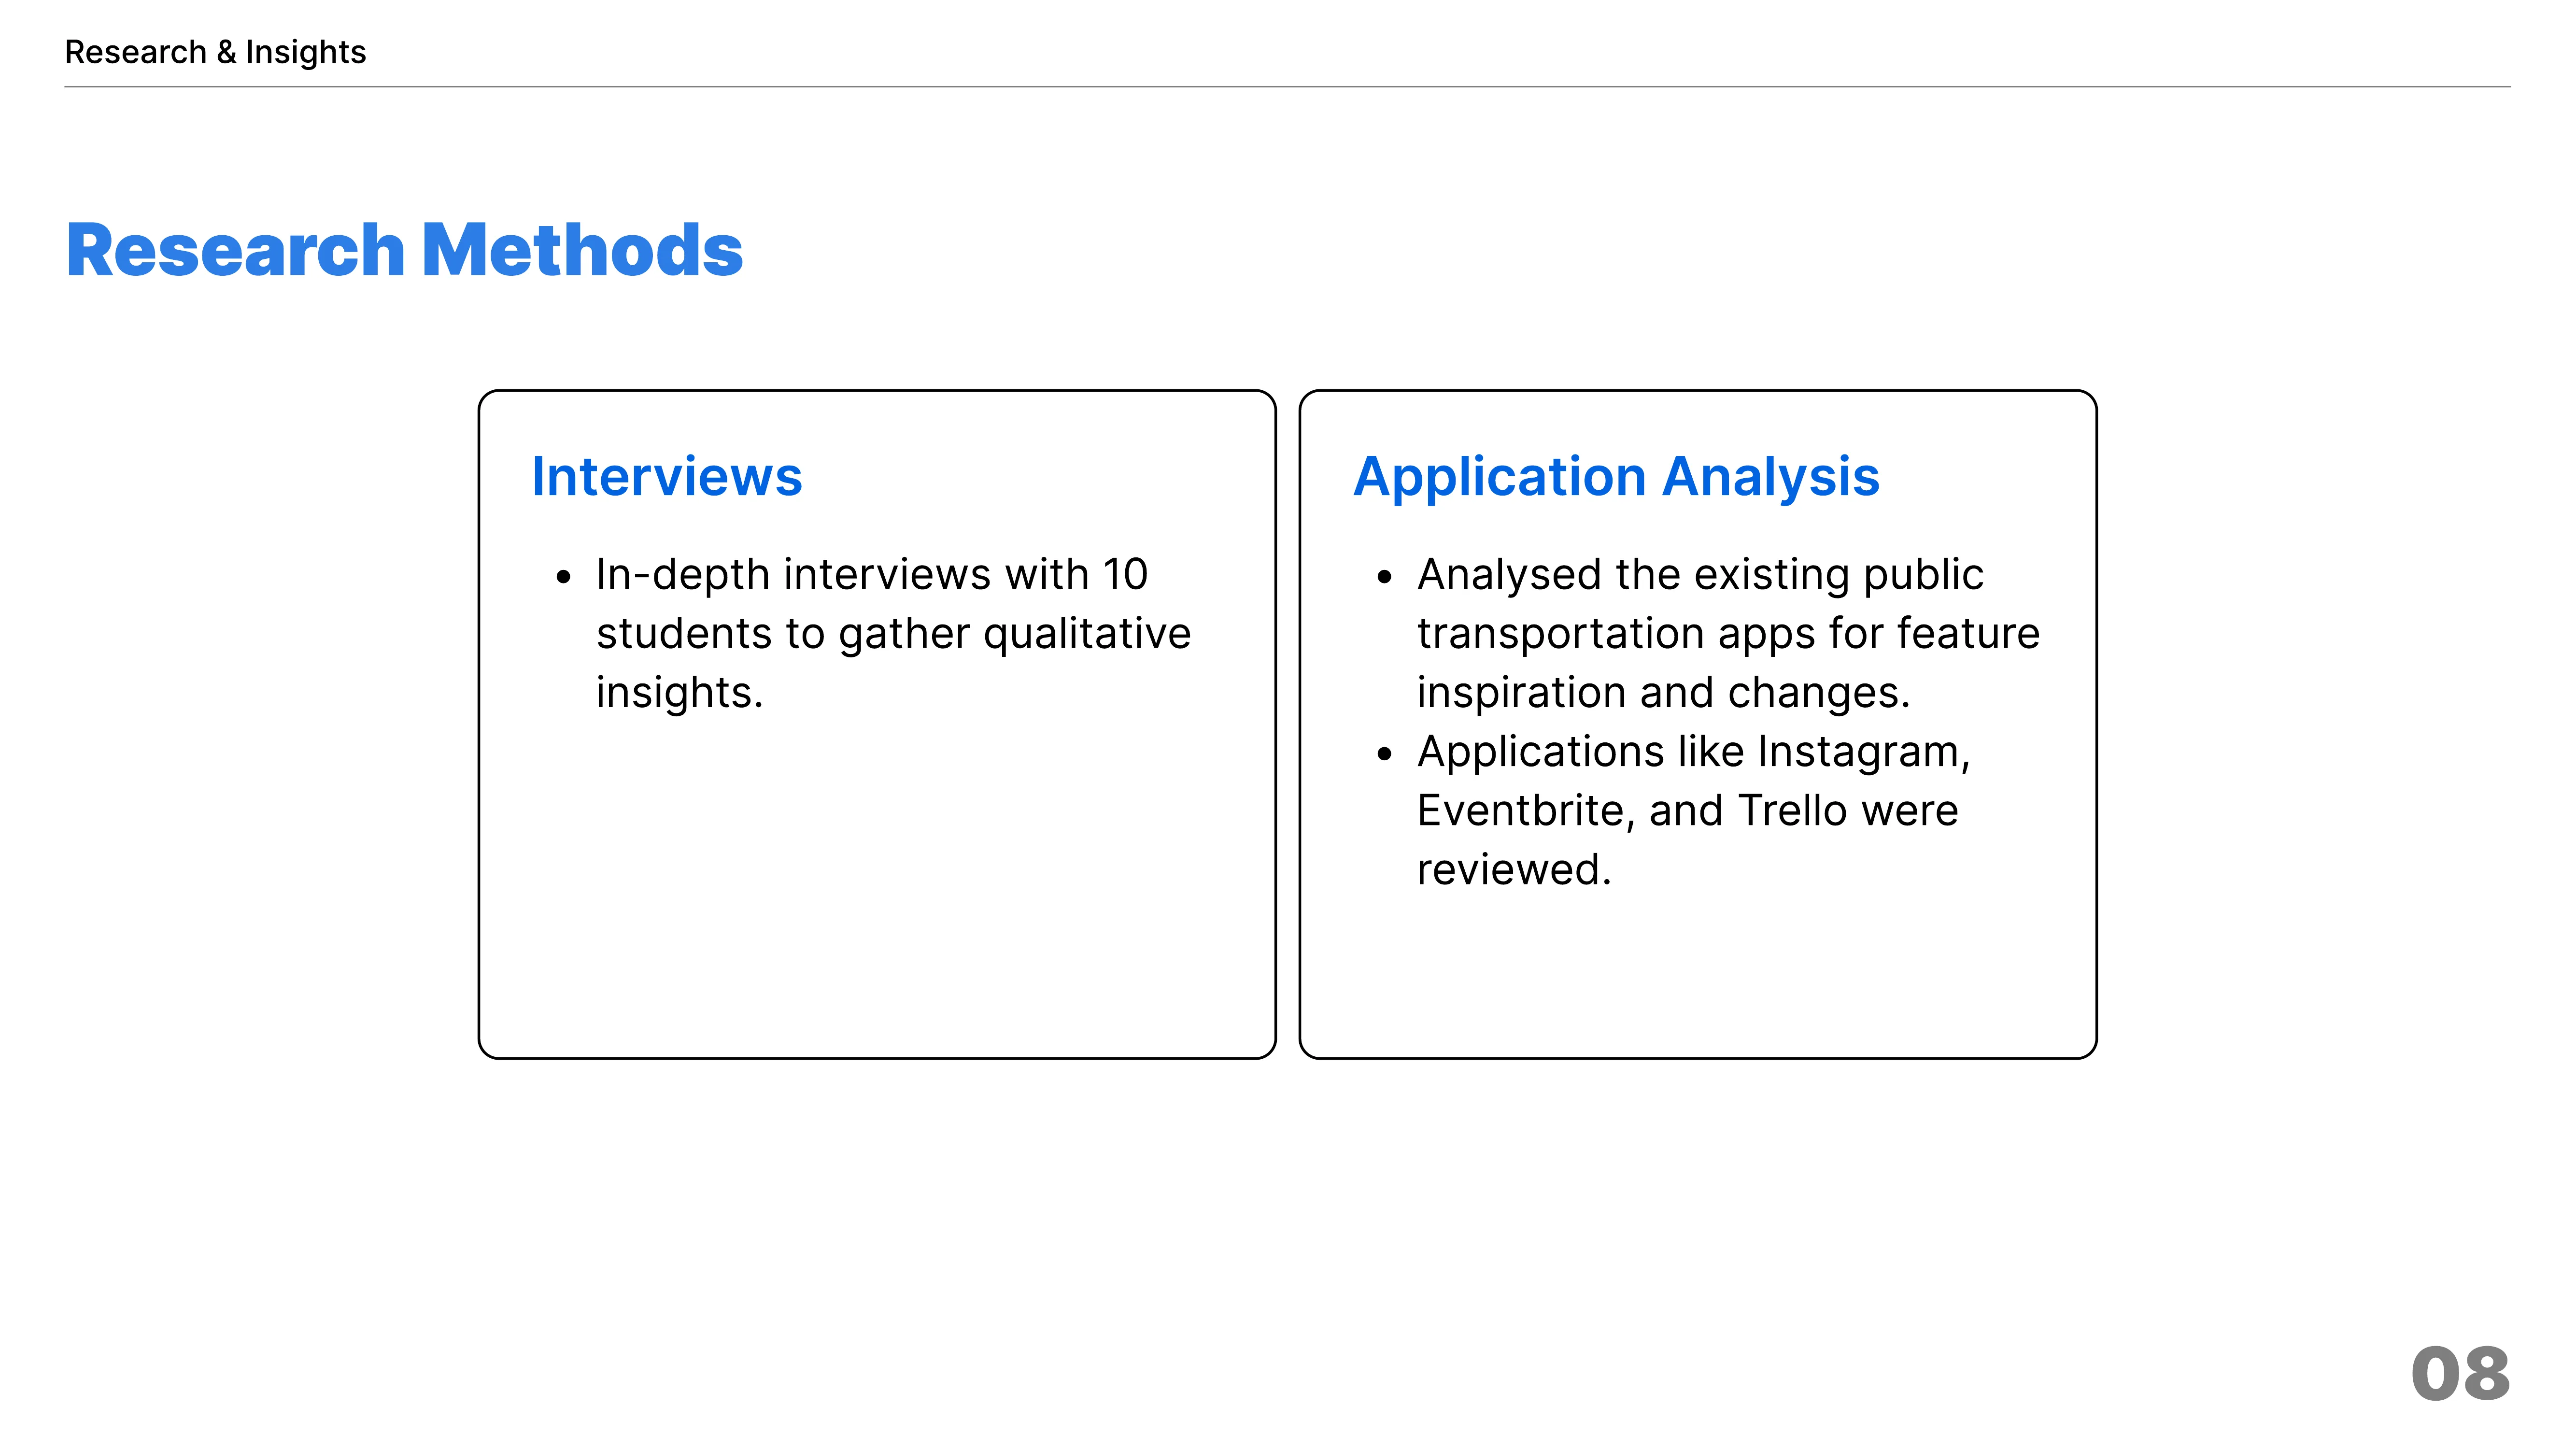 Research & Insights
Research Methods
Interviews
• In-depth interviews with 10
students to gather qualitative
insights.
Application Analysis
• Analysed the existing public
transportation apps for feature
inspiration and changes.
• Applications like Instagram,
Eventbrite, and Trello were
reviewed.
08